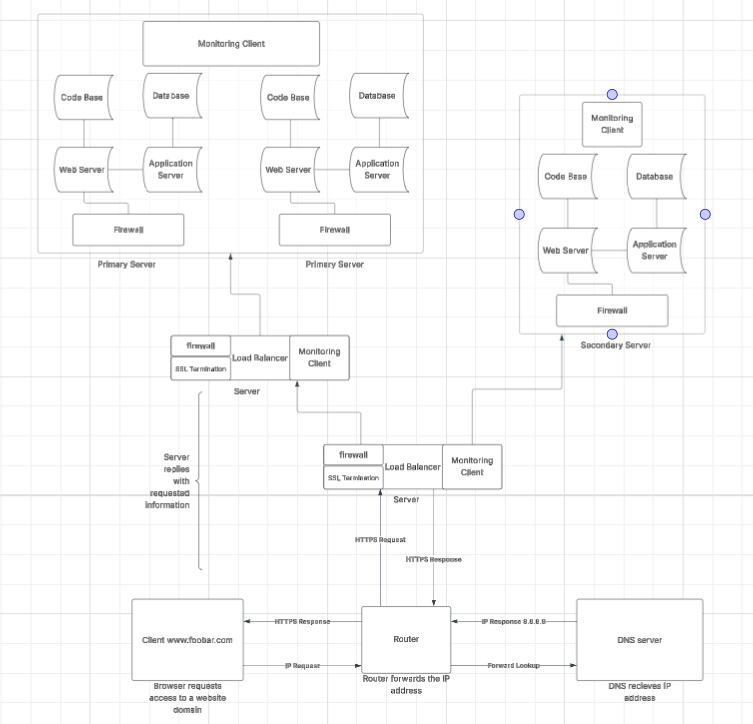 Monitoring Client
Code Base
Database
Code Base
Database
Web Server
Application
Server
Web Server
Application
Server
Firewall
Firewall
Primary Server
Primary Server
Monitoring
Client
Code Base
Database
Web Server
Application
Server
Firewall
Secondary Server
firewall
SSL Termination
Load Balancer
Monitoring
Client
Server
firewall
SSL Termination
Load Balancer
Monitoring
Client
Server
Server
replies
with
requested
information
HTTPS Request
HTTPS Response
Client www.foobar.com
HTTPS Response
IP Request
Router
IP Response 8.8.8.8
Forward Lookup
DNS server
Browser requests
access to a website
domain
Router forwards the IP
address
DNS recieves IP
address